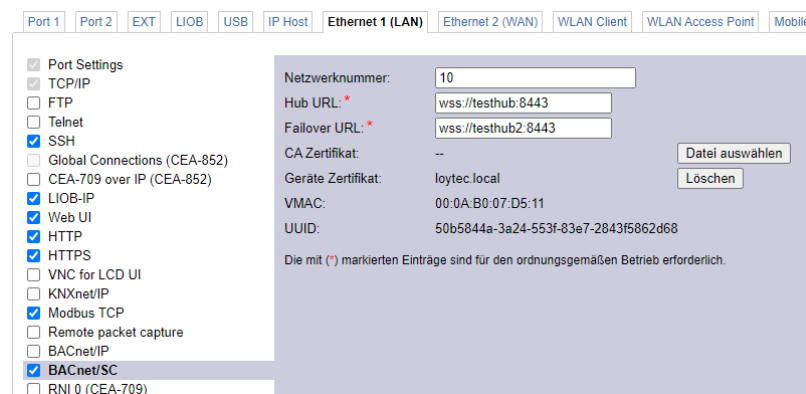 Port 1 Port 2 EXT LIOB USB IP Host Ethernet 1 (LAN) Ethernet 2 (WAN) WLAN Client WLAN Access Point Mobile
Port Settings
TCP/IP
FTP
Telnet
SSH
Global Connections (CEA-852)
CEA-709 over IP (CEA-852)
LIOB-IP
Web UI
HTTP
HTTPS
VNC for LCD UI
KNXnet/IP
Modbus TCP
Remote packet capture
BACnet/IP
BACnet/SC
RNI 0 (CEA-709)
Netzwerknummer: 10
Hub URL: * wss://testhub:8443
Failover URL: * wss://testhub2:8443
CA Zertifikat: -- Datei auswählen
Geräte Zertifikat: loytec.local Löschen
VMAC: 00:0A:B0:07:D5:11
UUID: 50b5844a-3a24-553f-83e7-2843f5862d68
Die mit (*) markierten Einträge sind für den ordnungsgemäßen Betrieb erforderlich.